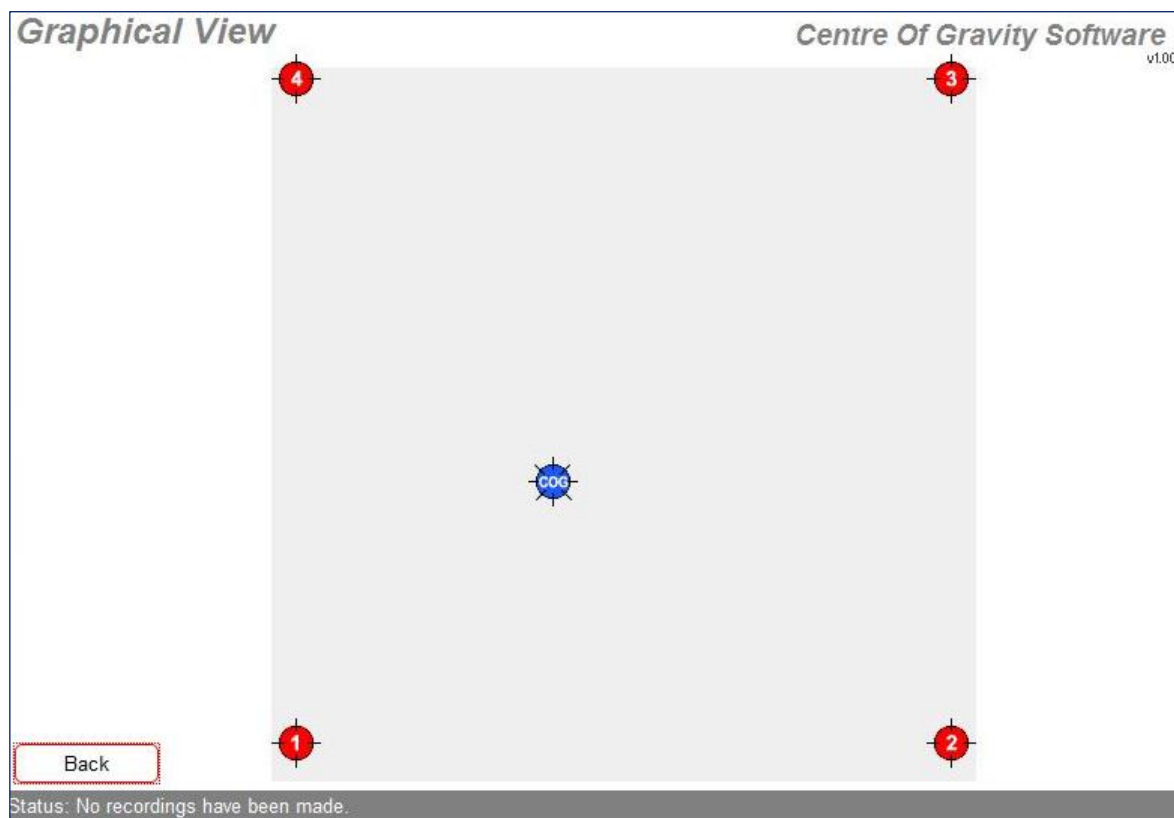 Graphical View
Centre Of Gravity Software
v1.00
4
3
COG
1
2
Back
Status: No recordings have been made.